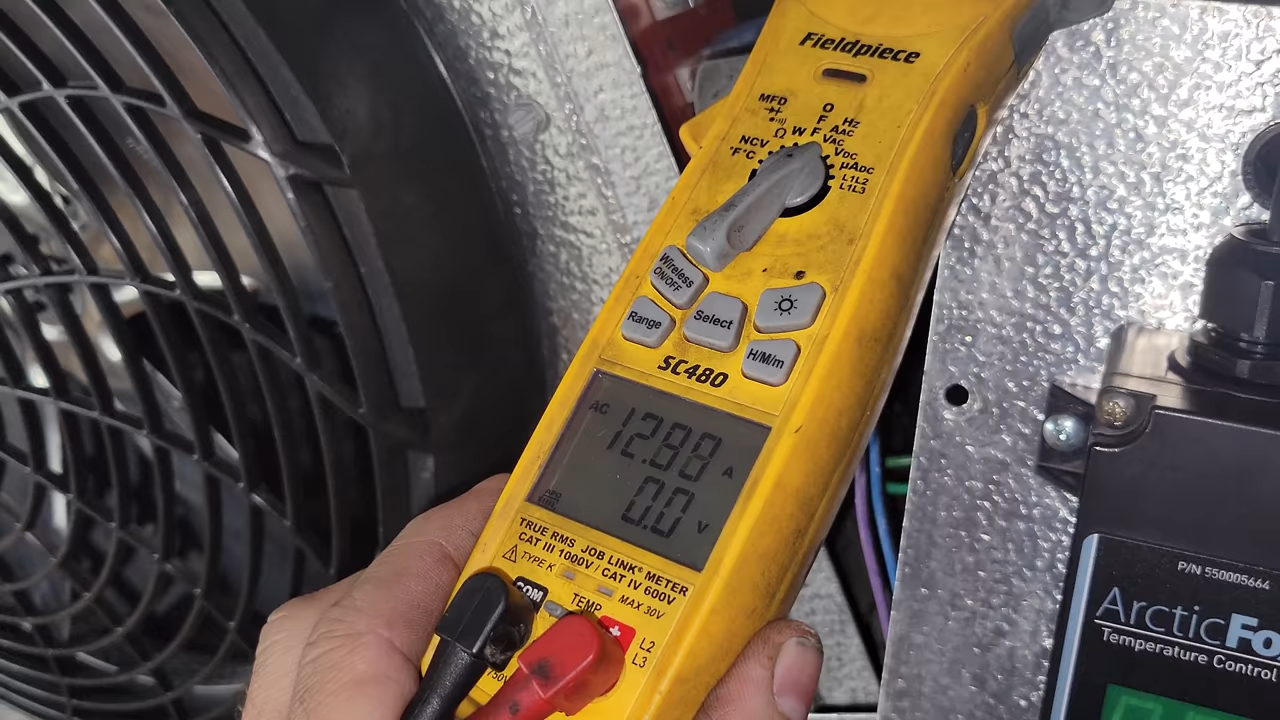 Fieldpiece
MFD
O
F
Hz
Ω W F AAC
VAC
NCV
VDC
°F°C
µADC
L1L2
L1L3
Wireless
ON/OFF
Range
Select
H/M/m
SC480
AC 12.88 A
0.0 V
TRUE RMS JOB LINK® METER
CAT III 1000V / CAT IV 600V
TYPE K
COM
TEMP
MAX 30V
+
L2
L3
750V
P/N 550005664
ArcticFo
Temperature Control